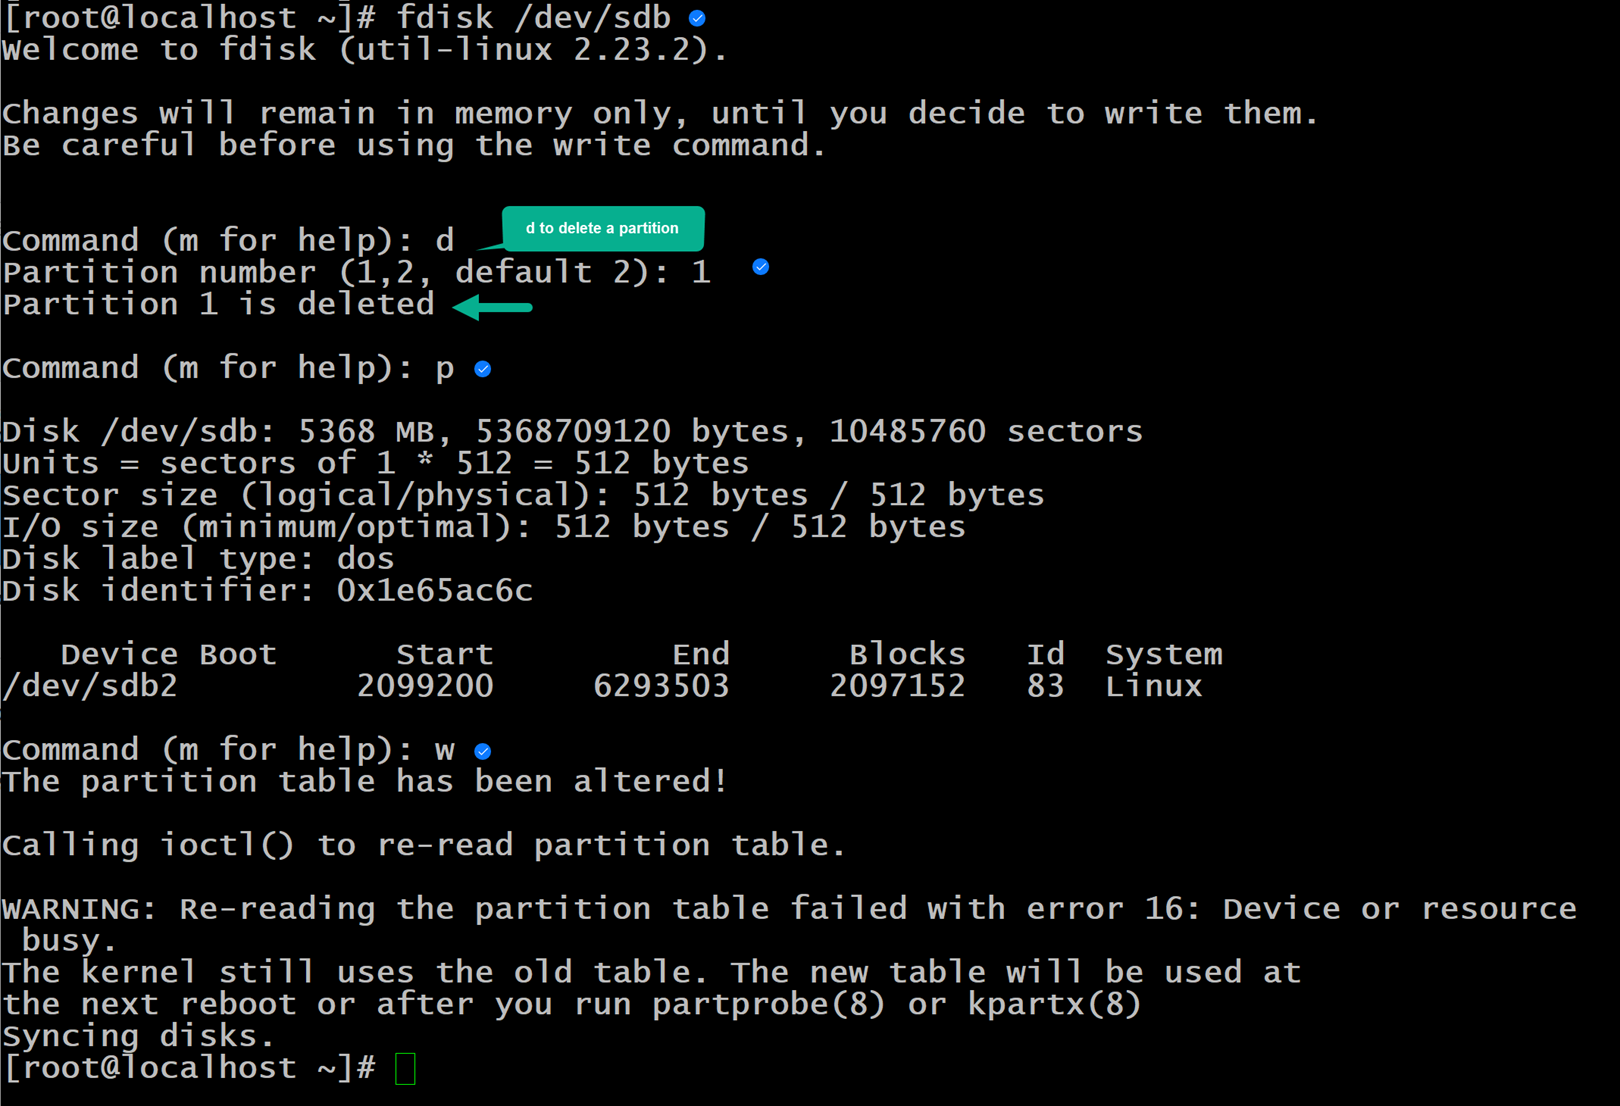 [root@localhost ~]# fdisk /dev/sdb
Welcome to fdisk (util-linux 2.23.2).
Changes will remain in memory only, until you decide to write them.
Be careful before using the write command.
d to delete a partition
Command (m for help): d
Partition number (1,2, default 2): 1
Partition 1 is deleted
Command (m for help): p
Disk /dev/sdb: 5368 MB, 5368709120 bytes, 10485760 sectors
Units = sectors of 1 * 512 = 512 bytes
Sector size (logical/physical): 512 bytes / 512 bytes
I/O size (minimum/optimal): 512 bytes / 512 bytes
Disk label type: dos
Disk identifier: 0x1e65ac6c
Device Boot Start End Blocks Id System
/dev/sdb2 2099200 6293503 2097152 83 Linux
Command (m for help): w
The partition table has been altered!
Calling ioctl() to re-read partition table.
WARNING: Re-reading the partition table failed with error 16: Device or resource
busy.
The kernel still uses the old table. The new table will be used at
the next reboot or after you run partprobe(8) or kpartx(8)
Syncing disks.
[root@localhost ~]#